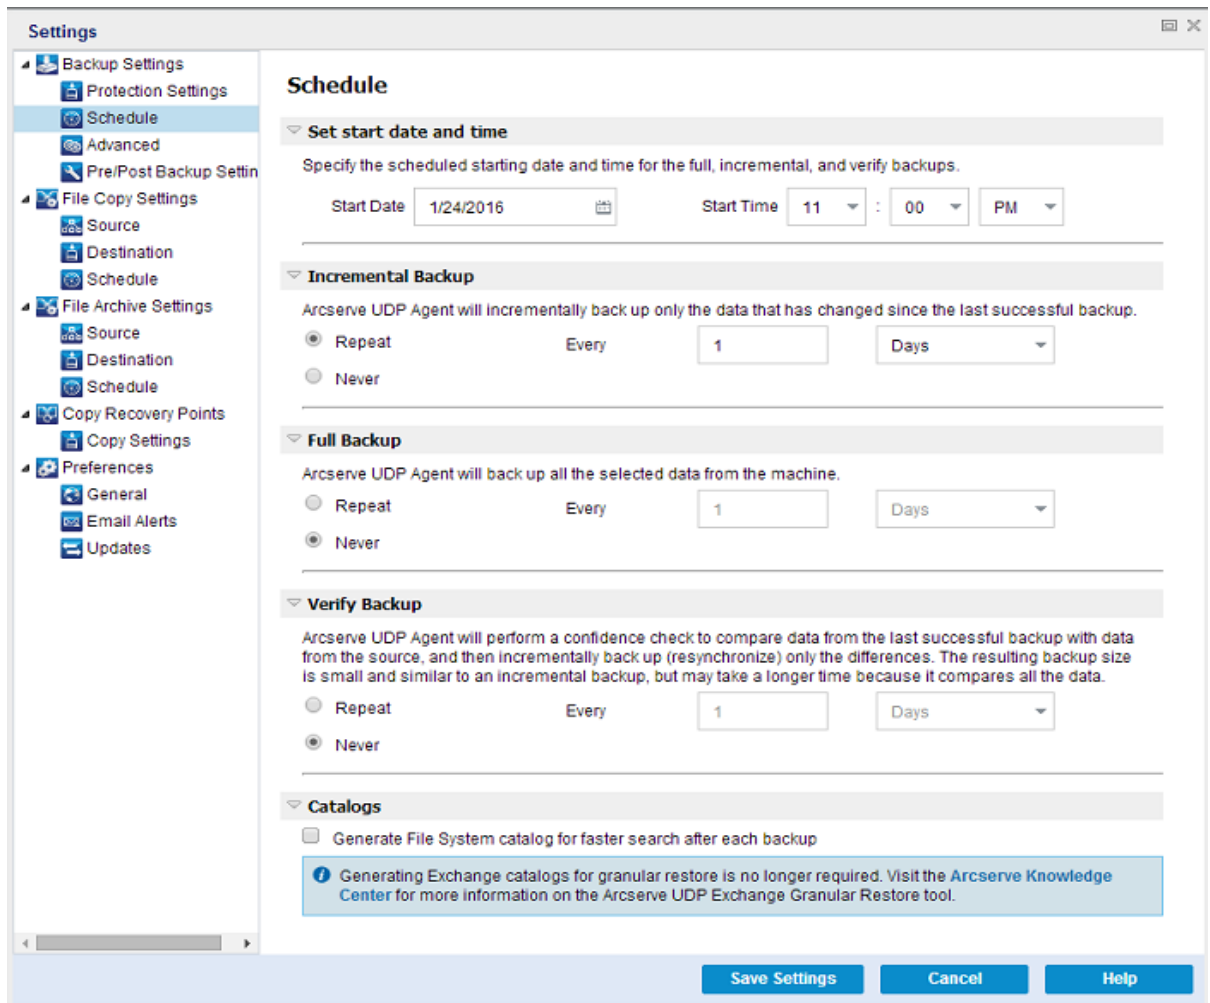 Settings
Backup Settings
Protection Settings
Schedule
Advanced
Pre/Post Backup Settin
File Copy Settings
Source
Destination
Schedule
File Archive Settings
Source
Destination
Schedule
Copy Recovery Points
Copy Settings
Preferences
General
Email Alerts
Updates
Schedule
Set start date and time
Specify the scheduled starting date and time for the full, incremental, and verify backups.
Start Date 1/24/2016 Start Time 11 : 00 PM
Incremental Backup
Arcserve UDP Agent will incrementally back up only the data that has changed since the last successful backup.
Repeat Every 1 Days
Never
Full Backup
Arcserve UDP Agent will back up all the selected data from the machine.
Repeat Every 1 Days
Never
Verify Backup
Arcserve UDP Agent will perform a confidence check to compare data from the last successful backup with data
from the source, and then incrementally back up (resynchronize) only the differences. The resulting backup size
is small and similar to an incremental backup, but may take a longer time because it compares all the data.
Repeat Every 1 Days
Never
Catalogs
Generate File System catalog for faster search after each backup
Generating Exchange catalogs for granular restore is no longer required. Visit the Arcserve Knowledge
Center for more information on the Arcserve UDP Exchange Granular Restore tool.
Save Settings Cancel Help